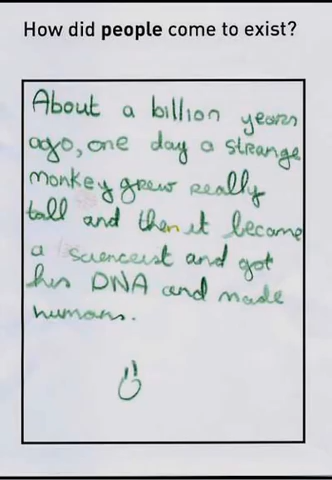 How did people come to exist?
About a billion years
ago, one day a strange
monkey grew really
tall and then it became
a scienceist and got
his DNA and made
humans.